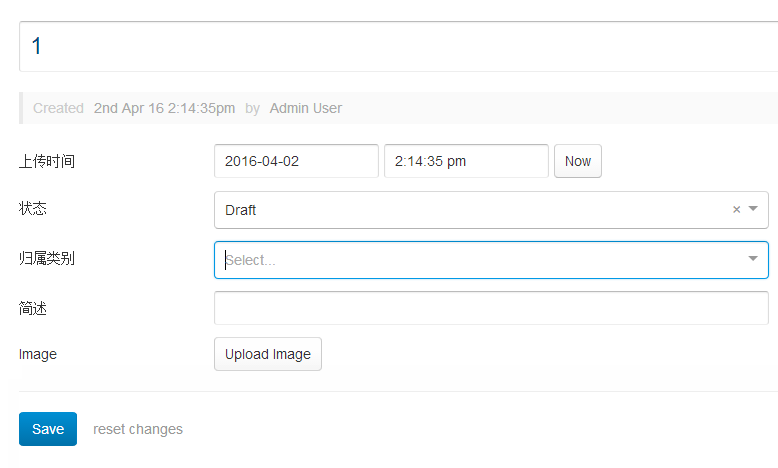 1
Created 2nd Apr 16 2:14:35pm by Admin User
上传时间 2016-04-02 2:14:35 pm Now
状态 Draft ×
归属类别 Select...
简述
Image Upload Image
Save reset changes